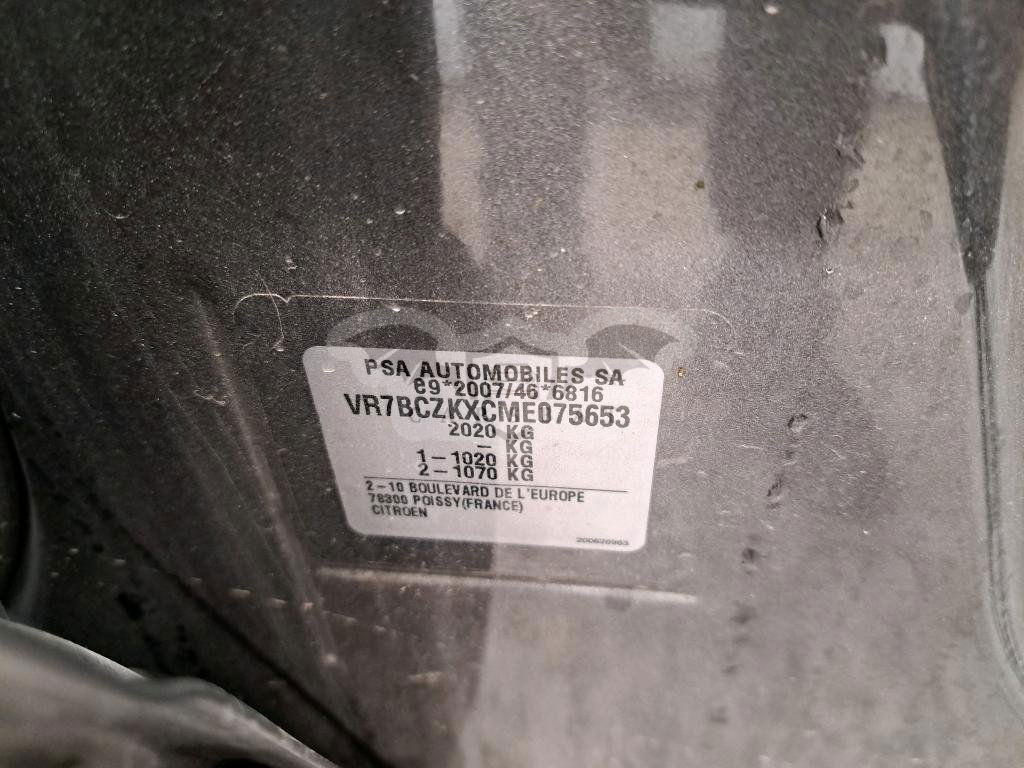 PSA AUTOMOBILES SA
e9*2007/46*6816
VR7BCZKXCME075653
2020 KG
- KG
1-1020 KG
2-1070 KG
2-10 BOULEVARD DE L'EUROPE
78300 POISSY(FRANCE)
CITROEN